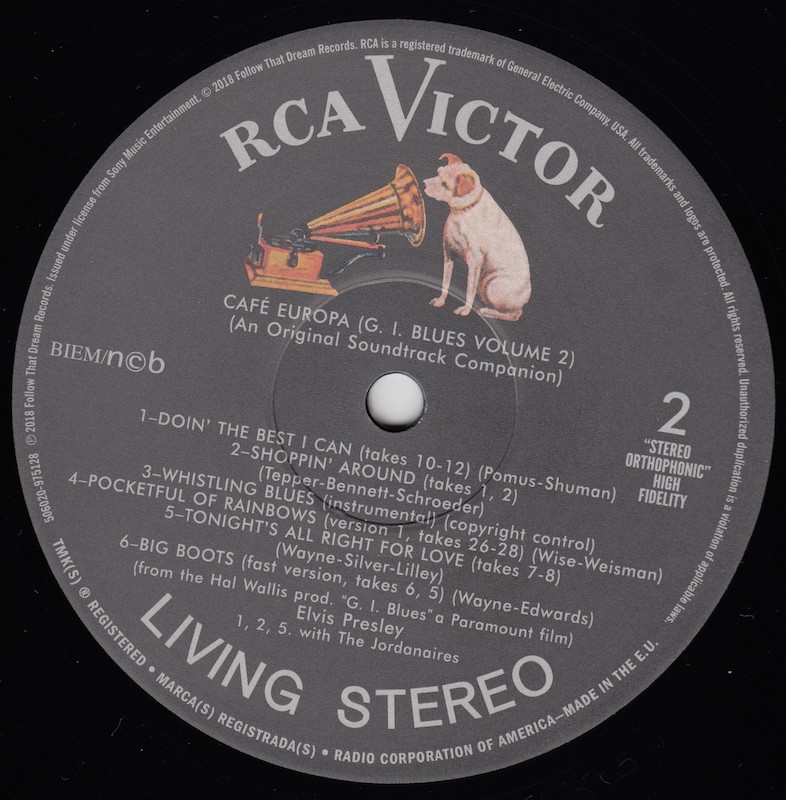 506020-975128 ℗ 2018 Follow That Dream Records. Issued under license from Sony Music Entertainment. © 2018 Follow That Dream Records. RCA is a registered trademark of General Electric Company, USA. All trademarks and logos are protected. All rights reserved. Unauthorized duplication is a violation of applicable laws.
RCA VICTOR
CAFÉ EUROPA (G. I. BLUES VOLUME 2)
(An Original Soundtrack Companion)
BIEM/n©b
2
"STEREO
ORTHOPHONIC"
HIGH
FIDELITY
1–DOIN' THE BEST I CAN (takes 10-12) (Pomus-Shuman)
2–SHOPPIN' AROUND (takes 1, 2)
(Tepper-Bennett-Schroeder)
3–WHISTLING BLUES (instrumental) (copyright control)
4–POCKETFUL OF RAINBOWS (version 1, takes 26-28) (Wise-Weisman)
5–TONIGHT'S ALL RIGHT FOR LOVE (takes 7-8)
(Wayne-Silver-Lilley)
6–BIG BOOTS (fast version, takes 6, 5) (Wayne-Edwards)
(from the Hal Wallis prod. "G. I. Blues" a Paramount film)
Elvis Presley
1, 2, 5. with The Jordanaires
LIVING STEREO
TMK(S) ® REGISTERED • MARCA(S) REGISTRADA(S) • RADIO CORPORATION OF AMERICA—MADE IN THE E.U.